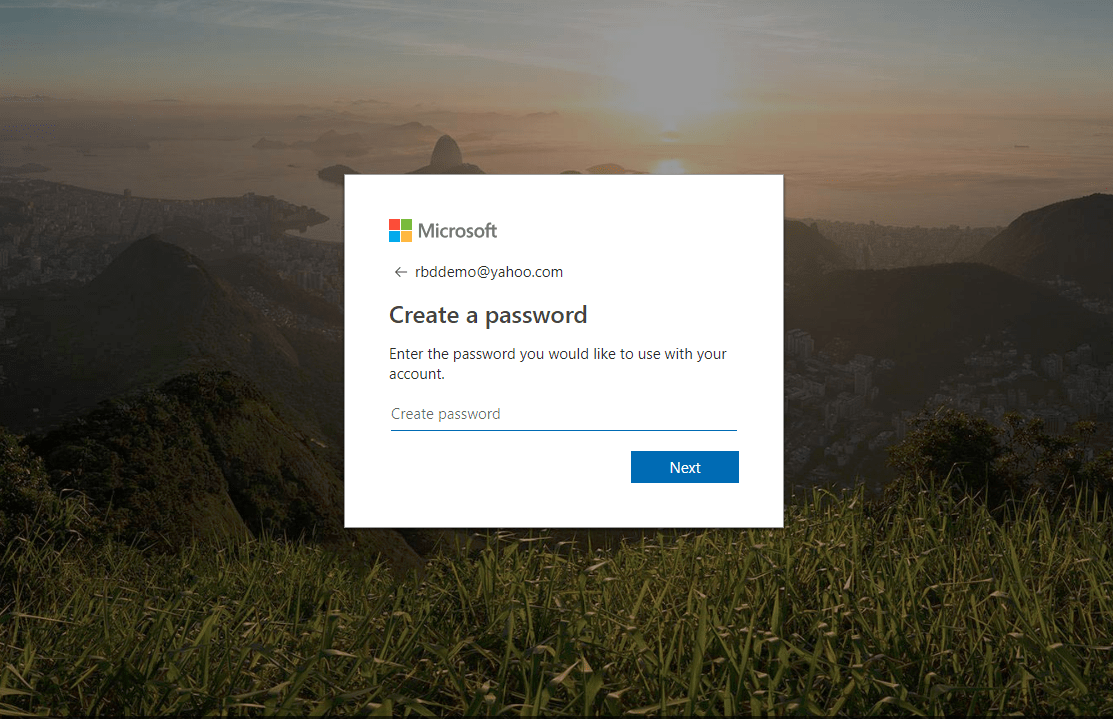 Microsoft
rbddemo@yahoo.com
Create a password
Enter the password you would like to use with your
account.
Create password
Next